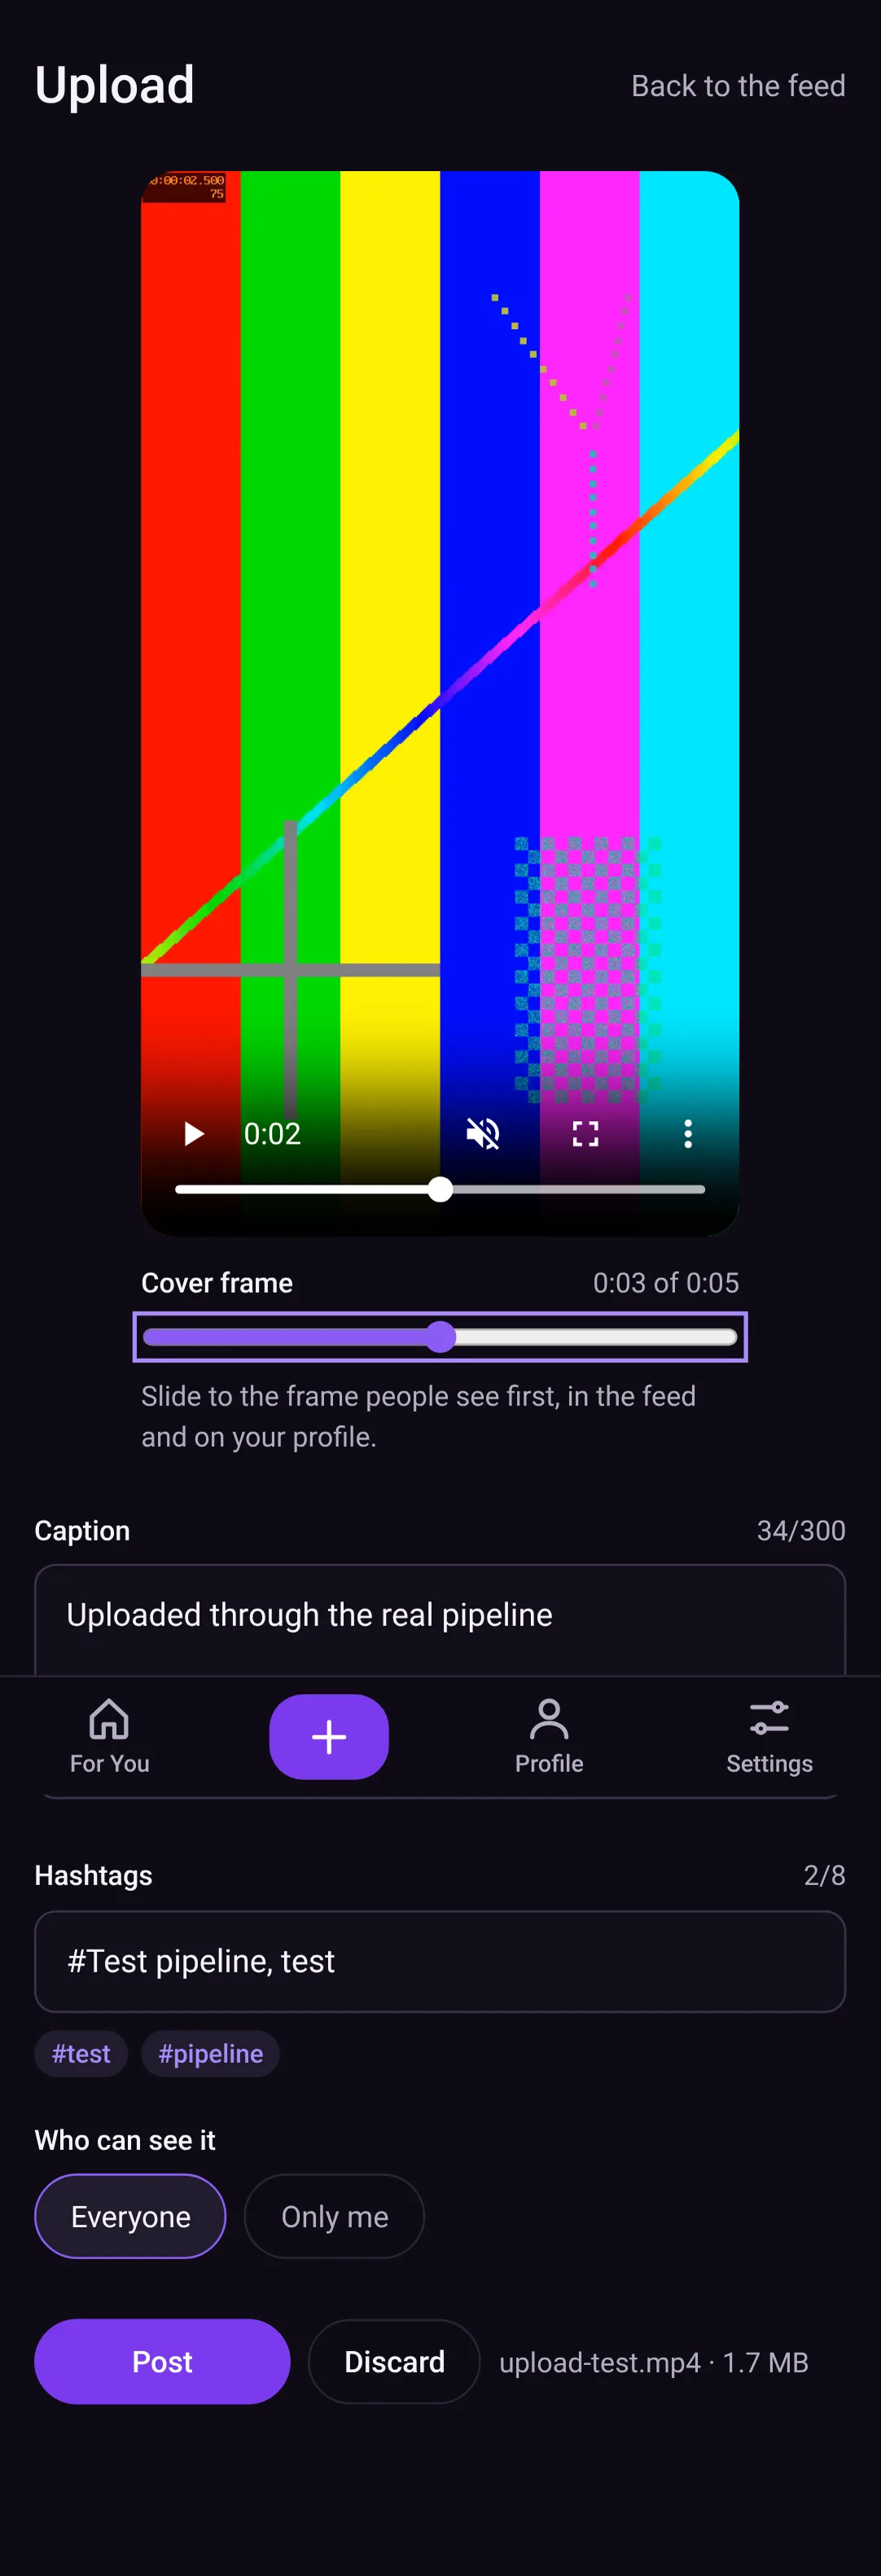 Upload
Back to the feed
0:00:02.500
75
0:02
Cover frame
0:03 of 0:05
Slide to the frame people see first, in the feed
and on your profile.
Caption
34/300
Uploaded through the real pipeline
For You
Profile
Settings
Hashtags
2/8
#Test pipeline, test
#test
#pipeline
Who can see it
Everyone
Only me
Post
Discard
upload-test.mp4 · 1.7 MB